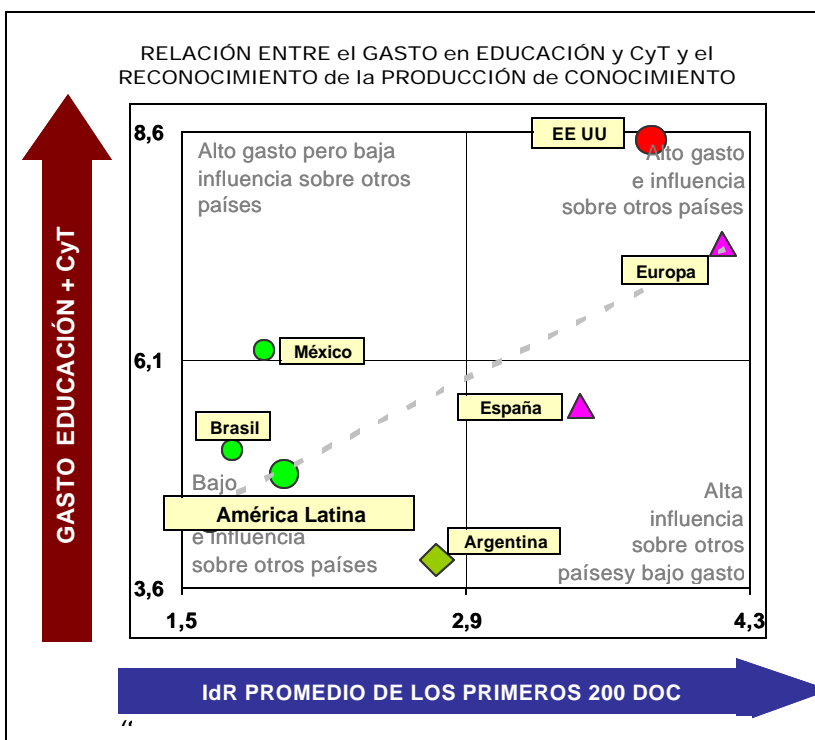 RELACIÓN ENTRE el GASTO en EDUCACIÓN y CyT y el
RECONOCIMIENTO de la PRODUCCIÓN de CONOCIMIENTO
GASTO EDUCACIÓN + CyT
8,6
6,1
3,6
Alto gasto pero baja
influencia sobre otros
países
EE UU
Alto gasto
e influencia
sobre otros países
Europa
México
España
Brasil
Bajo
América Latina
e influencia
sobre otros países
Argentina
Alta
influencia
sobre otros
paísesy bajo gasto
1,5
2,9
4,3
IdR PROMEDIO DE LOS PRIMEROS 200 DOC
“